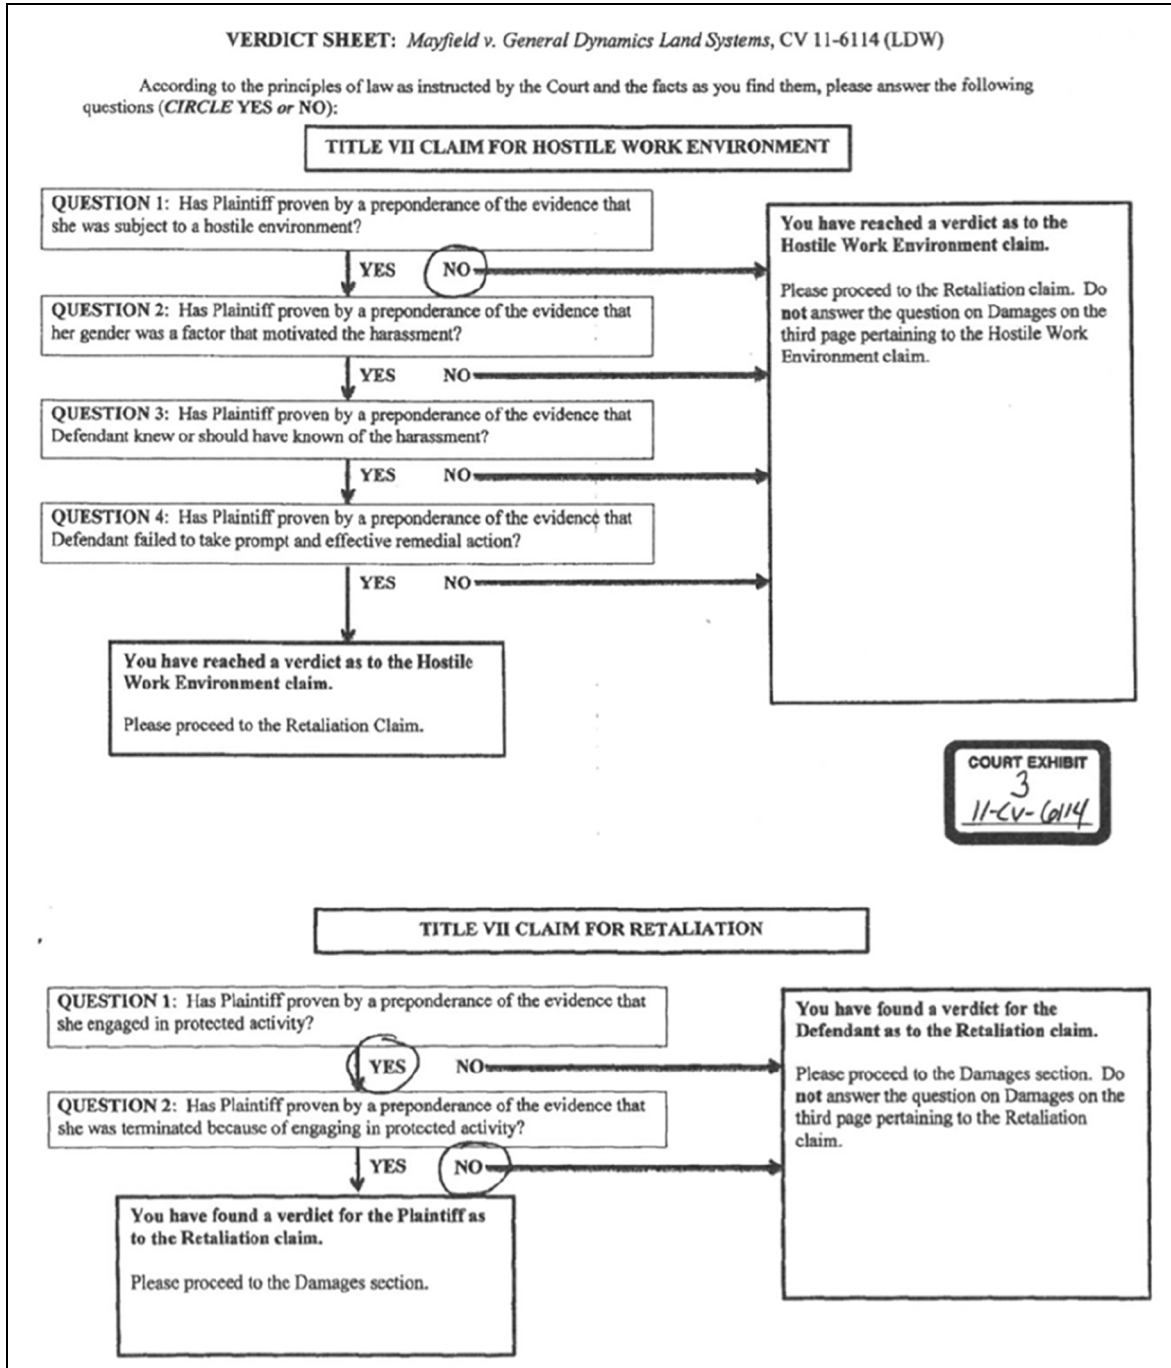 VERDICT SHEET: Mayfield v. General Dynamics Land Systems, CV 11-6114 (LDW)
According to the principles of law as instructed by the Court and the facts as you find them, please answer the following
questions (CIRCLE YES or NO):
TITLE VII CLAIM FOR HOSTILE WORK ENVIRONMENT
QUESTION 1: Has Plaintiff proven by a preponderance of the evidence that
she was subject to a hostile environment?
YES NO
QUESTION 2: Has Plaintiff proven by a preponderance of the evidence that
her gender was a factor that motivated the harassment?
YES NO
QUESTION 3: Has Plaintiff proven by a preponderance of the evidence that
Defendant knew or should have known of the harassment?
YES NO
QUESTION 4: Has Plaintiff proven by a preponderance of the evidence that
Defendant failed to take prompt and effective remedial action?
YES NO
You have reached a verdict as to the Hostile
Work Environment claim.
Please proceed to the Retaliation Claim.
You have reached a verdict as to the
Hostile Work Environment claim.
Please proceed to the Retaliation claim. Do
not answer the question on Damages on the
third page pertaining to the Hostile Work
Environment claim.
COURT EXHIBIT
3
11-CV-6114
TITLE VII CLAIM FOR RETALIATION
QUESTION 1: Has Plaintiff proven by a preponderance of the evidence that
she engaged in protected activity?
YES NO
QUESTION 2: Has Plaintiff proven by a preponderance of the evidence that
she was terminated because of engaging in protected activity?
YES NO
You have found a verdict for the Plaintiff as
to the Retaliation claim.
Please proceed to the Damages section.
You have found a verdict for the
Defendant as to the Retaliation claim.
Please proceed to the Damages section. Do
not answer the question on Damages on the
third page pertaining to the Retaliation
claim.